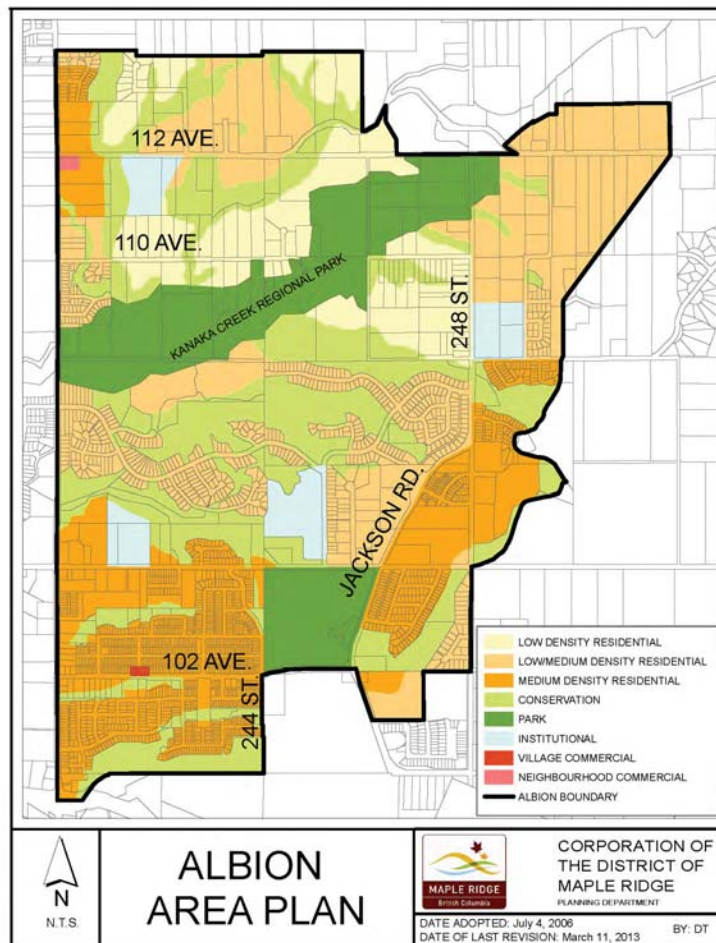 112 AVE.
110 AVE.
KANAKA CREEK REGIONAL PARK
248 ST.
JACKSON RD.
102 AVE.
244 ST.
LOW DENSITY RESIDENTIAL
LOW/MEDIUM DENSITY RESIDENTIAL
MEDIUM DENSITY RESIDENTIAL
CONSERVATION
PARK
INSTITUTIONAL
VILLAGE COMMERCIAL
NEIGHBOURHOOD COMMERCIAL
ALBION BOUNDARY
N
N.T.S.
ALBION
AREA PLAN
MAPLE RIDGE
British Columbia
CORPORATION OF
THE DISTRICT OF
MAPLE RIDGE
PLANNING DEPARTMENT
DATE ADOPTED: July 4, 2006
DATE OF LAST REVISION: March 11, 2013
BY: DT